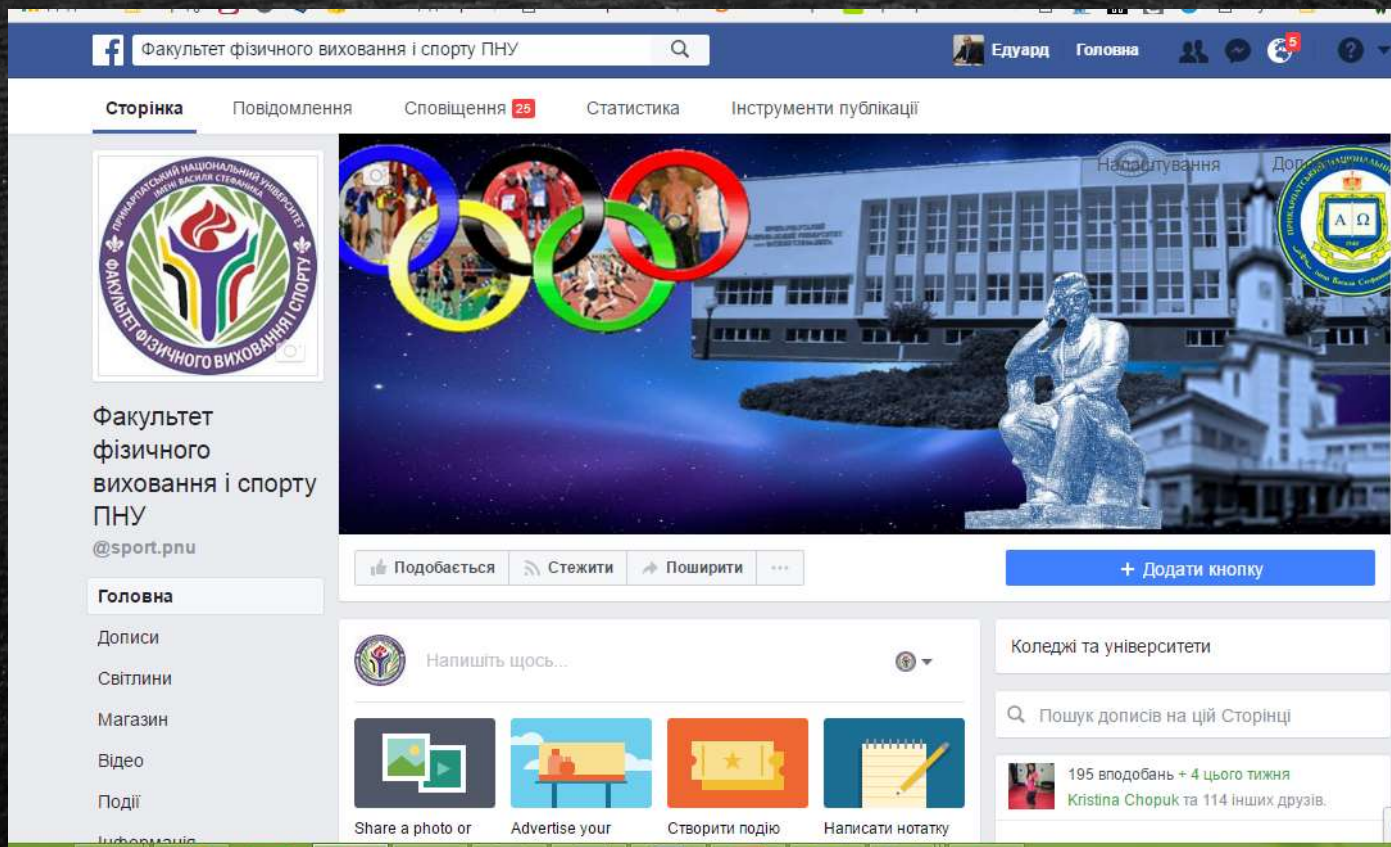 Факультет фізичного виховання і спорту ПНУ
Едуард Головна 5
Сторінка Повідомлення Сповіщення 25 Статистика Інструменти публікації
Налаштування
ПРИКАРПАТСЬКИЙ НАЦІОНАЛЬНИЙ УНІВЕРСИТЕТ
ІМЕНІ ВАСИЛЯ СТЕФАНИКА
ФАКУЛЬТЕТ ФІЗИЧНОГО ВИХОВАННЯ І СПОРТУ
Α Ω
Факультет
фізичного
виховання і спорту
ПНУ
@sport.pnu
Подобається Стежити Поширити ...
+ Додати кнопку
Головна
Дописи
Світлини
Магазин
Відео
Події
Інформація
Напишіть щось...
Share a photo or
Advertise your
Створити подію
Написати нотатку
Коледжі та університети
Пошук дописів на цій Сторінці
195 вподобань + 4 цього тижня
Kristina Chopuk та 114 інших друзів.